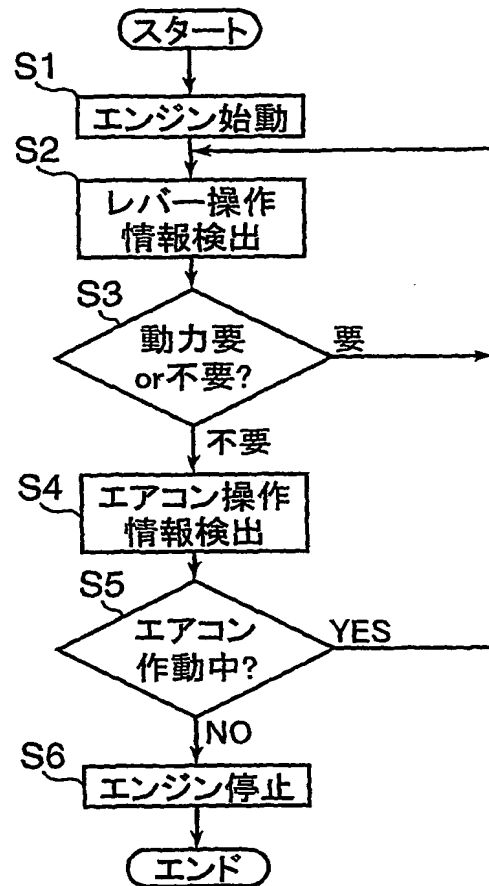 スタート
S1
エンジン始動
S2
レバー操作
情報検出
S3
動力要
or不要?
要
不要
S4
エアコン操作
情報検出
S5
エアコン
作動中?
YES
NO
S6
エンジン停止
エンド